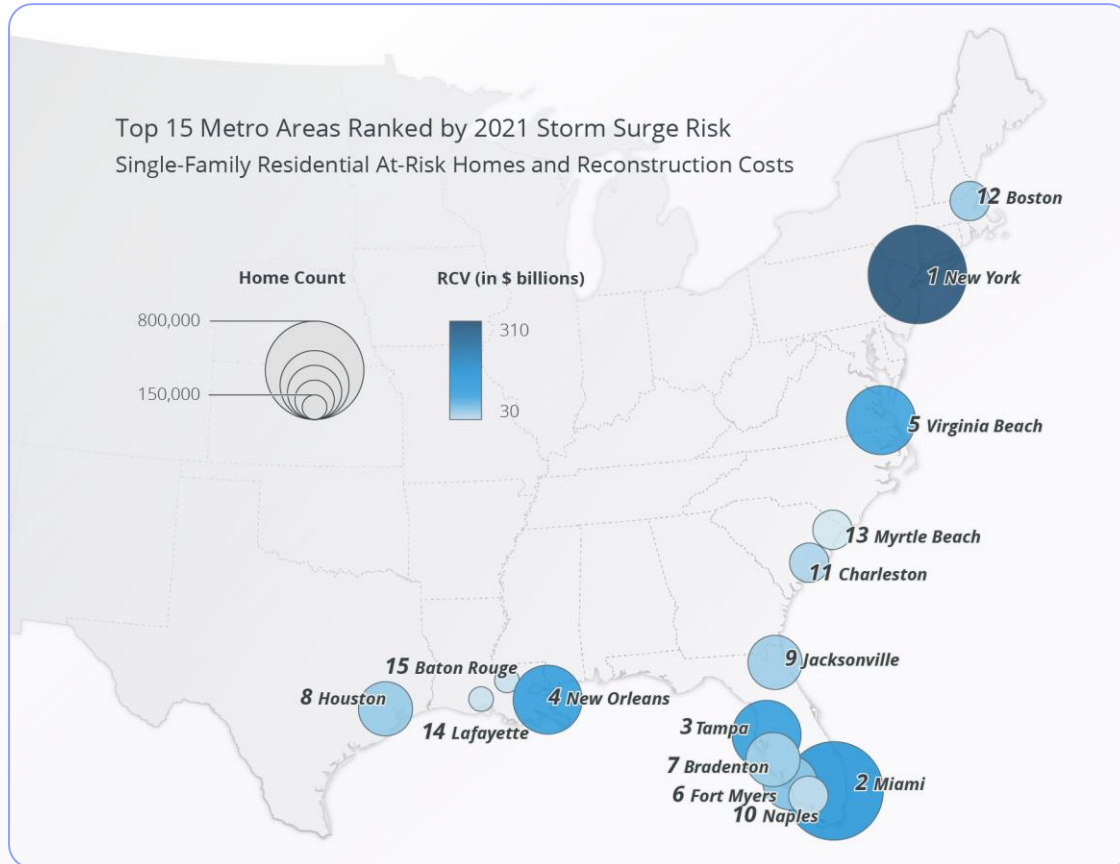 Top 15 Metro Areas Ranked by 2021 Storm Surge Risk
Single-Family Residential At-Risk Homes and Reconstruction Costs
Home Count
800,000
150,000
RCV (in $ billions)
310
30
12 Boston
1 New York
5 Virginia Beach
13 Myrtle Beach
11 Charleston
9 Jacksonville
15 Baton Rouge
8 Houston
4 New Orleans
14 Lafayette
3 Tampa
7 Bradenton
2 Miami
6 Fort Myers
10 Naples